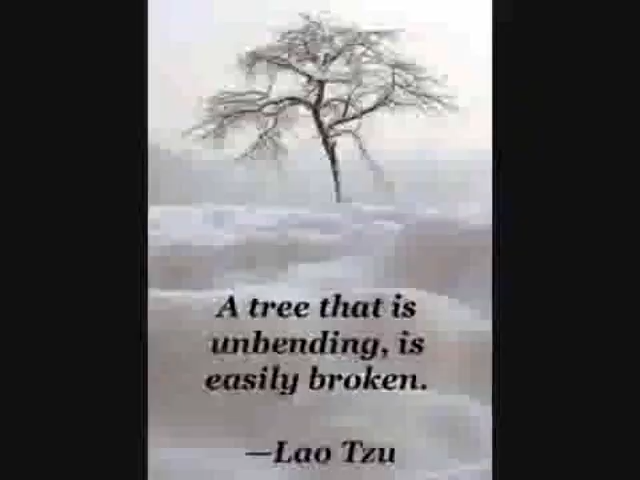 A tree that is
unbending, is
easily broken.
—Lao Tzu